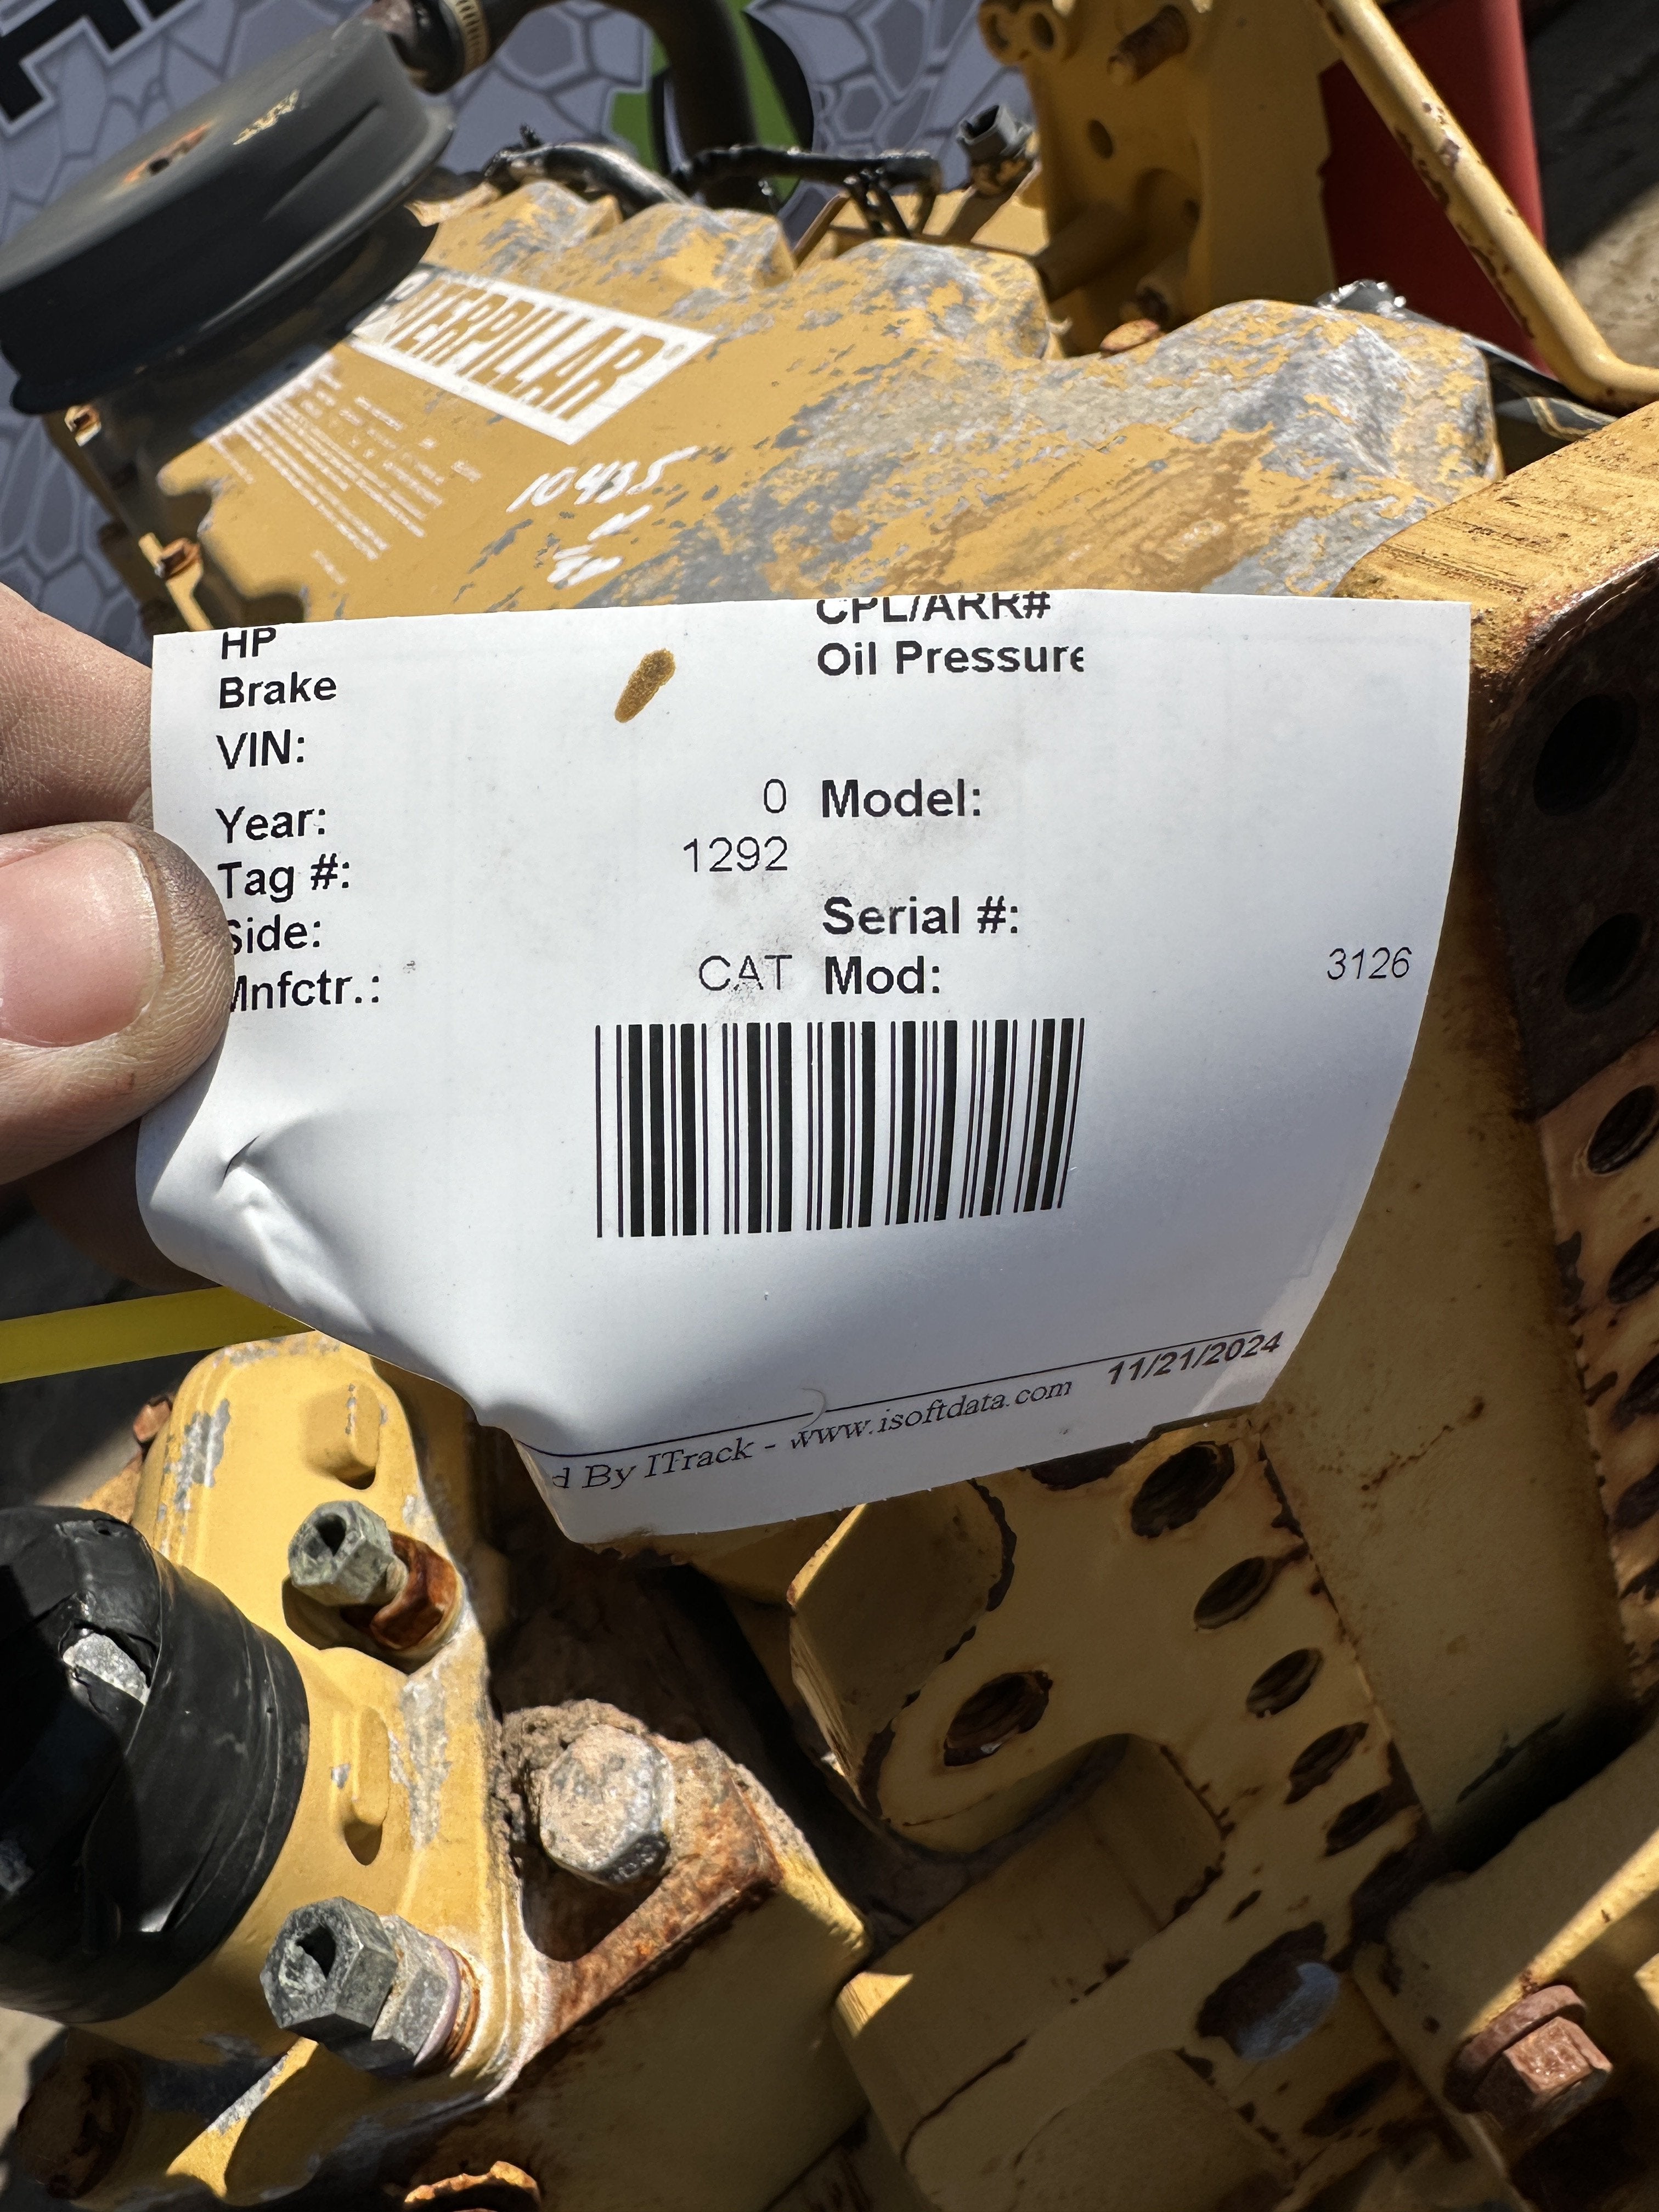 CATERPILLAR®
10435
HP
CPL/ARR#
Brake
Oil Pressure
VIN:
Year: 0 Model:
Tag #: 1292
Side: Serial #:
Mnfctr.: CAT Mod: 3126
d By ITrack - www.isoftdata.com 11/21/2024